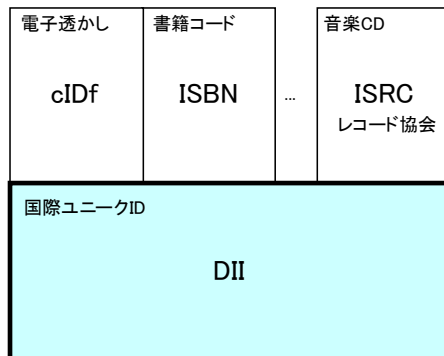 電子透かし
cIDf
書籍コード
ISBN
...
音楽CD
ISRC
レコード協会
国際ユニークID
DII